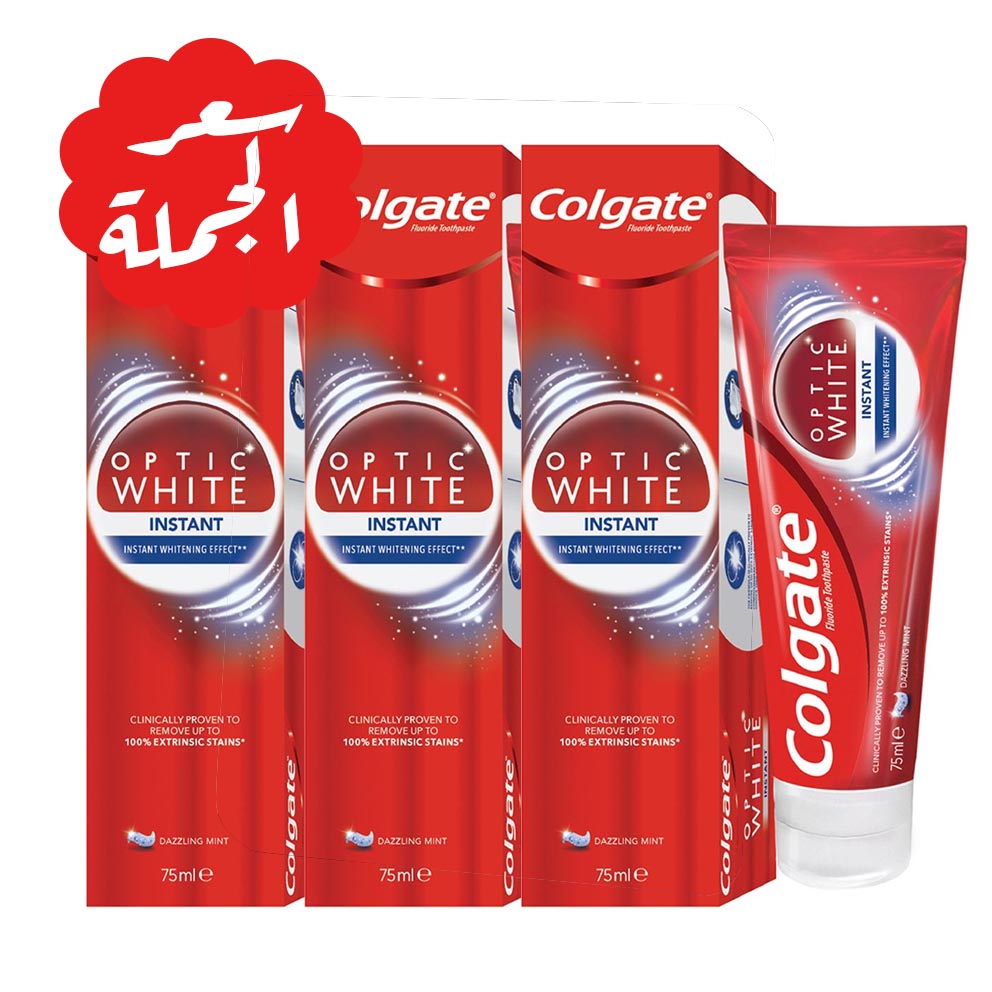 سعر
الجملة
olgate®
Fluoride Toothpaste
Colgate®
Fluoride Toothpaste
OPTIC
WHITE
INSTANT
INSTANT WHITENING EFFECT**
CLINICALLY PROVEN TO
REMOVE UP TO
100% EXTRINSIC STAINS*
DAZZLING MINT
75ml e
Colgate®
OPTIC
WHITE
INSTANT
INSTANT WHITENING EFFECT**
CLINICALLY PROVEN TO
REMOVE UP TO
100% EXTRINSIC STAINS*
DAZZLING MINT
75ml e
Colgate®
OPTIC
WHITE
INSTANT
INSTANT WHITENING EFFECT**
CLINICALLY PROVEN TO
REMOVE UP TO
100% EXTRINSIC STAINS*
DAZZLING MINT
75ml e
OPTIC
WHITE
INSTANT
OPTIC
WHITE.
INSTANT
INSTANT WHITENING EFFECT**
Colgate®
Fluoride Toothpaste
CLINICALLY PROVEN TO REMOVE UP TO 100% EXTRINSIC STAINS*
DAZZLING MINT
75ml e